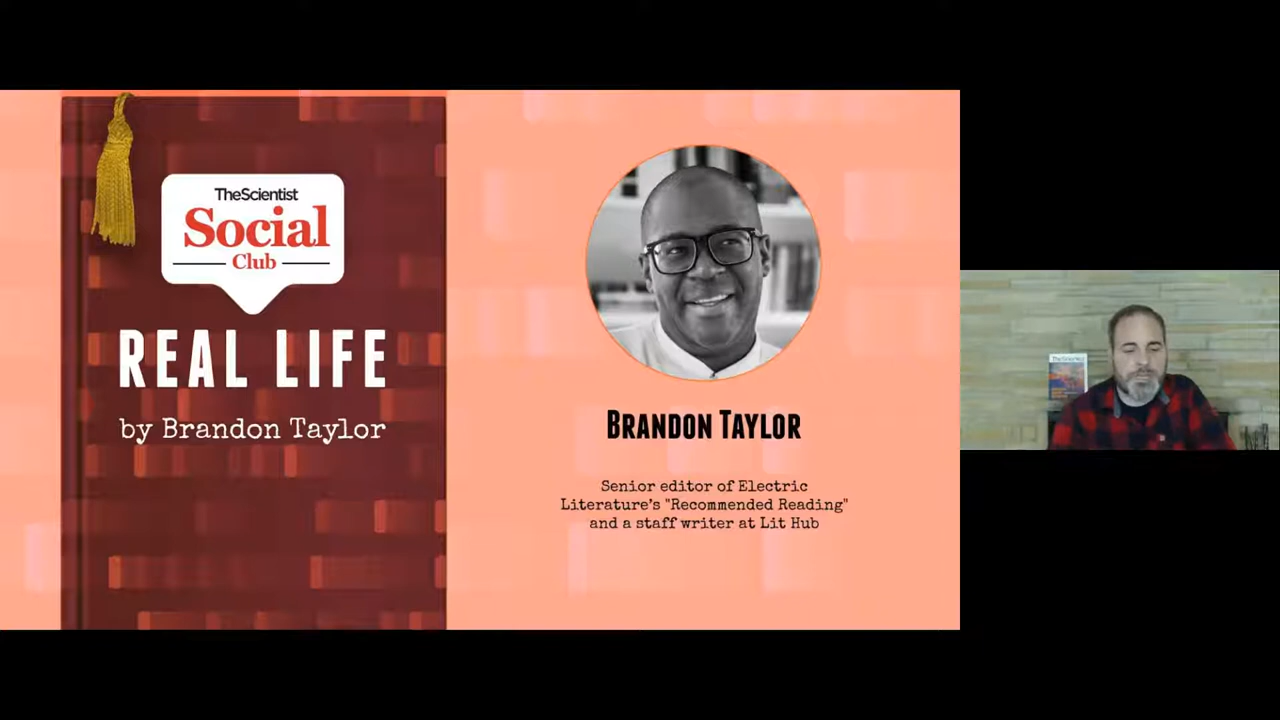 TheScientist
Social
Club
REAL LIFE
by Brandon Taylor
BRANDON TAYLOR
Senior editor of Electric
Literature's "Recommended Reading"
and a staff writer at Lit Hub
TheScientist